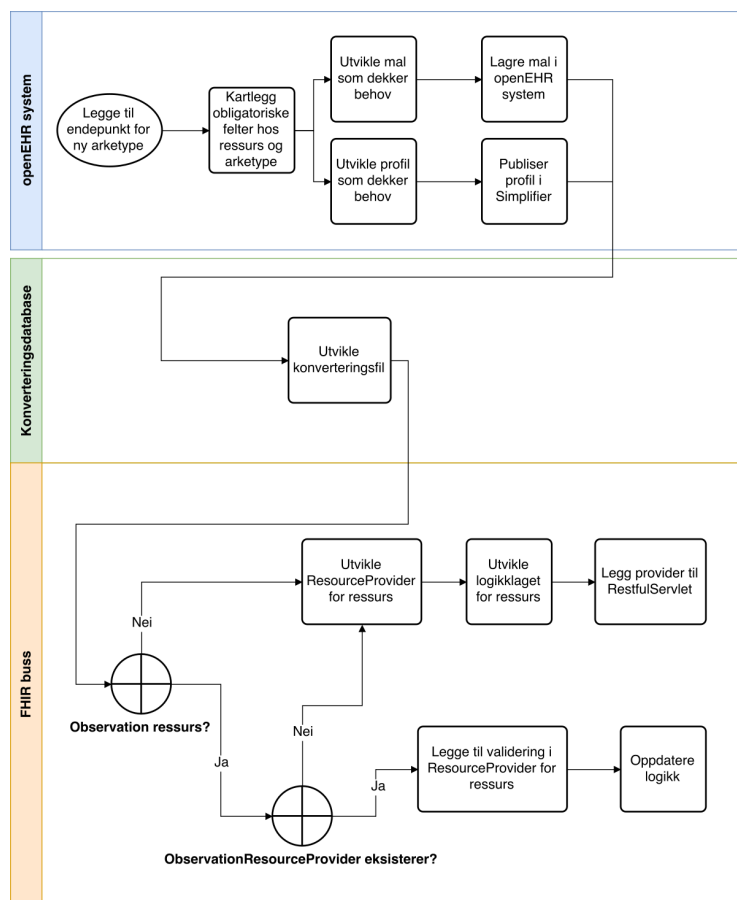 openEHR system
Legge til
endepunkt for
ny arketype
Kartlegg
obligatoriske
felter hos
ressurs og
arketype
Utvikle mal
som dekker
behov
Lagre mal i
openEHR
system
Utvikle profil
som dekker
behov
Publiser
profil i
Simplifier
Konverteringsdatabase
Utvikle
konverteringsfil
FHIR buss
Utvikle
ResourceProvider
for ressurs
Utvikle
logikklaget
for ressurs
Legg provider til
RestfulServlet
Nei
Observation ressurs?
Ja
Nei
Legge til validering i
ResourceProvider for
ressurs
Oppdatere
logikk
Ja
ObservationResourceProvider eksisterer?